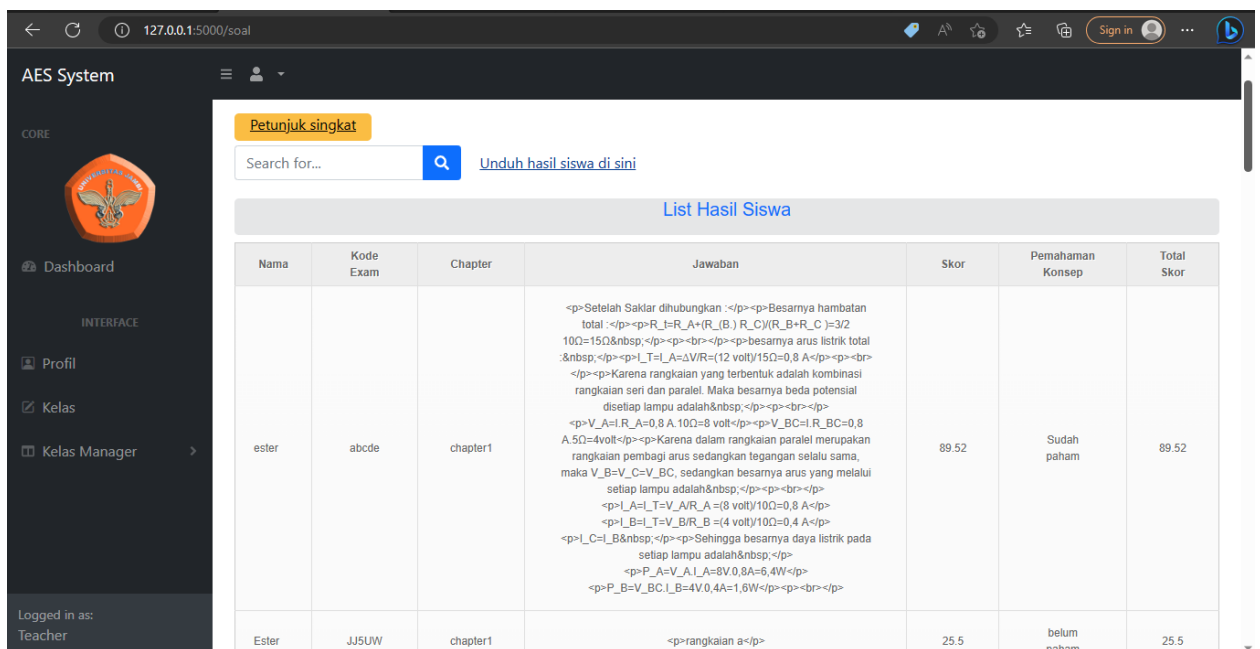 127.0.0.1:5000/soal
Sign in
AES System
CORE
UNIVERSITAS JAMBI
Dashboard
INTERFACE
Profil
Kelas
Kelas Manager
Logged in as:
Teacher
Petunjuk singkat
Search for...
Unduh hasil siswa di sini
List Hasil Siswa
Nama
Kode
Exam
Chapter
Jawaban
Skor
Pemahaman
Konsep
Total
Skor
ester
abcde
chapter1
<p>Setelah Saklar dihubungkan :</p><p>Besarnya hambatan
total :</p><p>R_t=R_A+(R_(B.) R_C)/(R_B+R_C )=3/2
10Ω=15Ω&nbsp;</p><p><br></p><p>besarnya arus listrik total
:&nbsp;</p><p>I_T=I_A=∆V/R=(12 volt)/15Ω=0,8 A</p><p><br>
</p><p>Karena rangkaian yang terbentuk adalah kombinasi
rangkaian seri dan paralel. Maka besarnya beda potensial
disetiap lampu adalah&nbsp;</p><p><br></p>
<p>V_A=I.R_A=0,8 A.10Ω=8 volt</p><p>V_BC=I.R_BC=0,8
A.5Ω=4volt</p><p>Karena dalam rangkaian paralel merupakan
rangkaian pembagi arus sedangkan tegangan selalu sama,
maka V_B=V_C=V_BC, sedangkan besarnya arus yang melalui
setiap lampu adalah&nbsp;</p><p><br></p>
<p>I_A=I_T=V_A/R_A =(8 volt)/10Ω=0,8 A</p>
<p>I_B=I_T=V_B/R_B =(4 volt)/10Ω=0,4 A</p>
<p>I_C=I_B&nbsp;</p><p>Sehingga besarnya daya listrik pada
setiap lampu adalah&nbsp;</p>
<p>P_A=V_A.I_A=8V.0,8A=6,4W</p>
<p>P_B=V_BC.I_B=4V.0,4A=1,6W</p><p><br></p>
89.52
Sudah
paham
89.52
Ester
JJ5UW
chapter1
<p>rangkaian a</p>
25.5
belum
paham
25.5